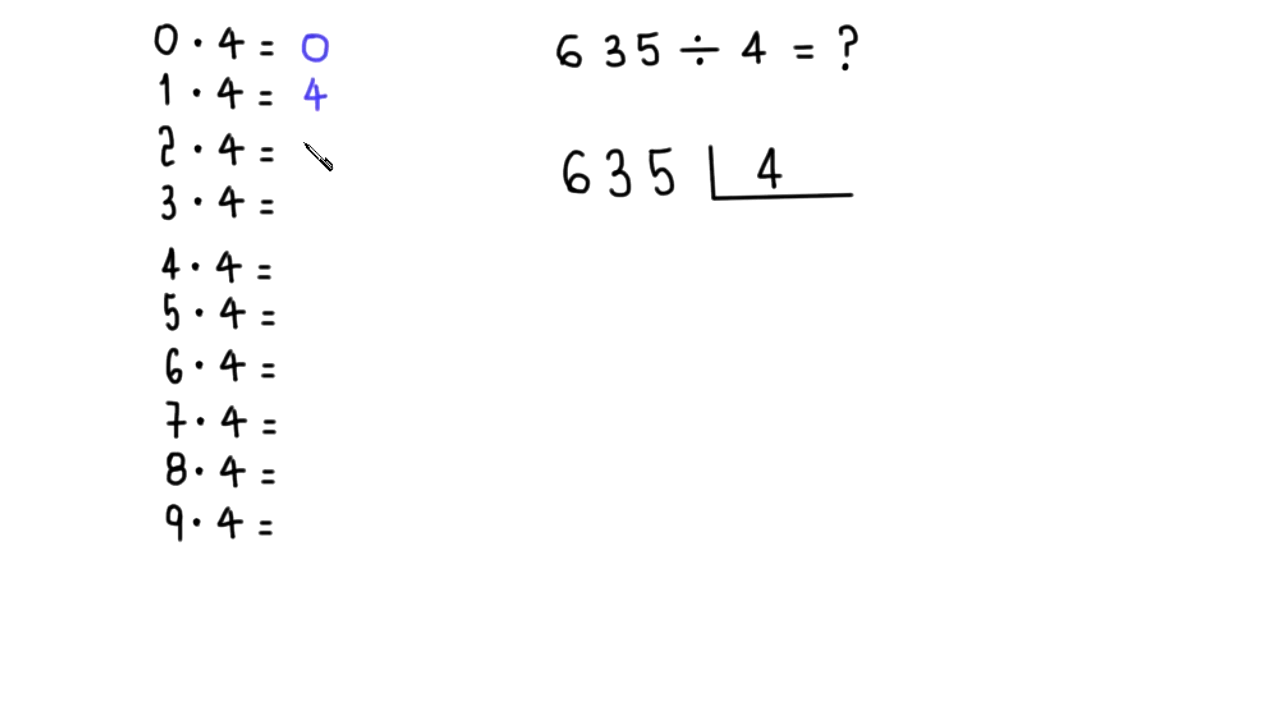 0 · 4 = 0
1 · 4 = 4
2 · 4 =
3 · 4 =
4 · 4 =
5 · 4 =
6 · 4 =
7 · 4 =
8 · 4 =
9 · 4 =
635 ÷ 4 = ?
635 4